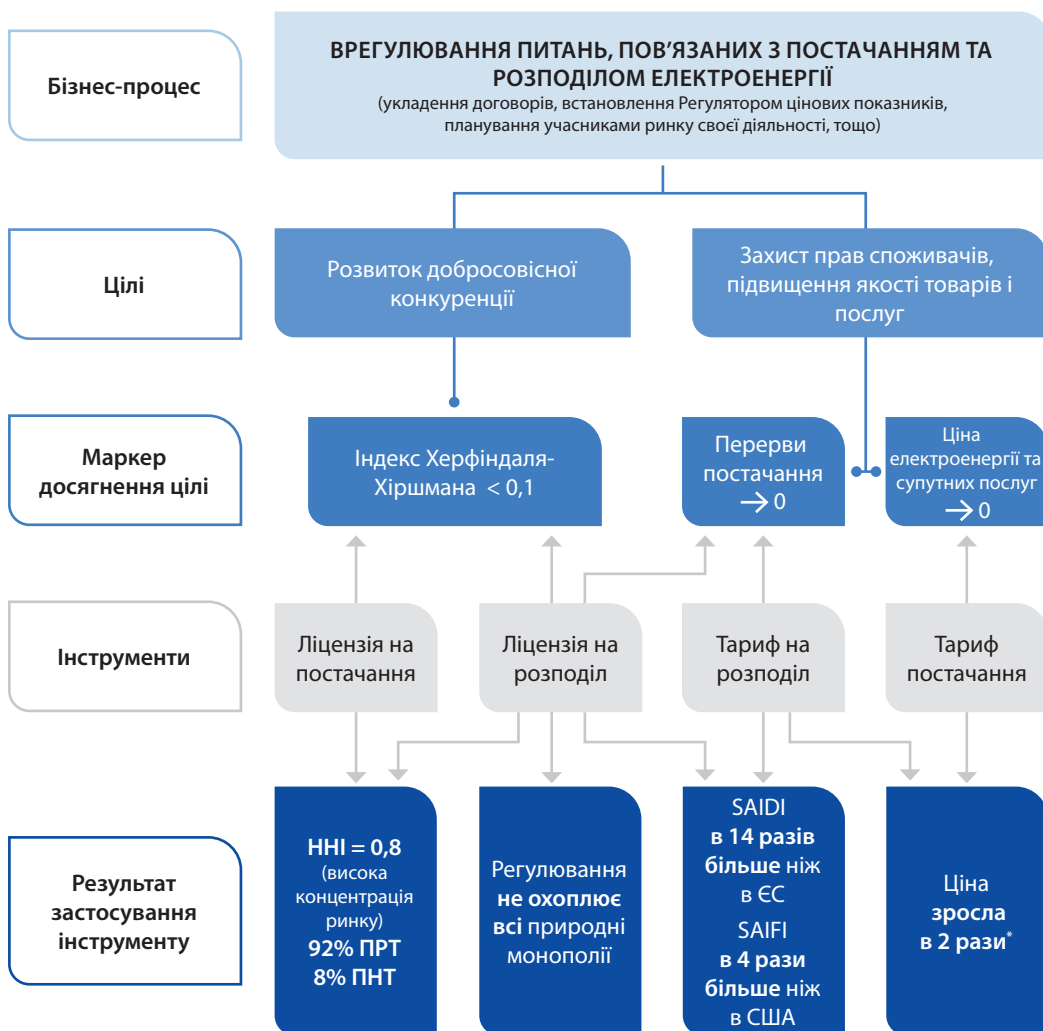 Бізнес-процес
ВРЕГУЛЮВАННЯ ПИТАНЬ, ПОВ’ЯЗАНИХ З ПОСТАЧАННЯМ ТА
РОЗПОДІЛОМ ЕЛЕКТРОЕНЕРГІЇ
(укладення договорів, встановлення Регулятором цінових показників,
планування учасниками ринку своєї діяльності, тощо)
Цілі
Розвиток добросовісної
конкуренції
Захист прав споживачів,
підвищення якості товарів і
послуг
Маркер
досягнення цілі
Індекс Херфіндаля-
Хіршмана < 0,1
Перерви
постачання
→ 0
Ціна
електроенергії та
супутних послуг
→ 0
Інструменти
Ліцензія на
постачання
Ліцензія на
розподіл
Тариф на
розподіл
Тариф
постачання
Результат
застосування
інструменту
ННІ = 0,8
(висока
концентрація
ринку)
92% ПРТ
8% ПНТ
Регулювання
не охоплює
всі природні
монополії
SAIDI
в 14 разів
більше ніж
в ЄС
SAIFI
в 4 рази
більше ніж
в США
Ціна
зросла
в 2 рази*